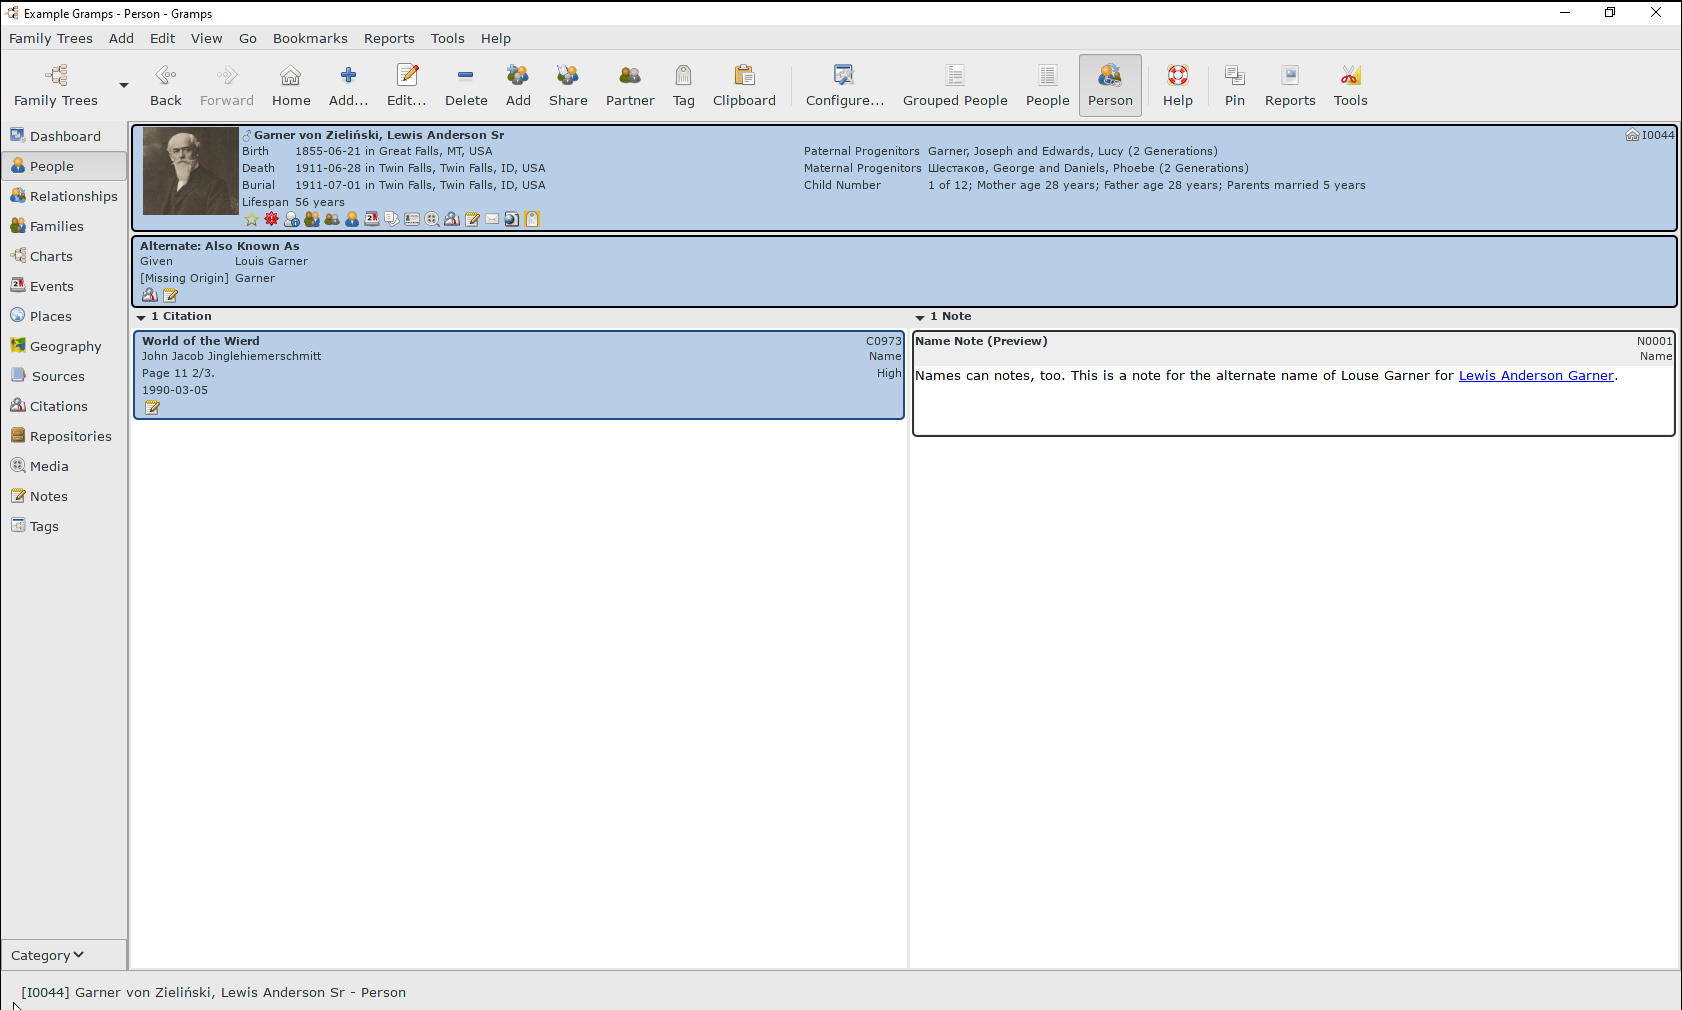 Example Gramps - Person - Gramps
Family Trees Add Edit View Go Bookmarks Reports Tools Help
Family Trees Back Forward Home Add... Edit... Delete Add Share Partner Tag Clipboard Configure... Grouped People People Person Help Pin Reports Tools
Dashboard
People
Relationships
Families
Charts
Events
Places
Geography
Sources
Citations
Repositories
Media
Notes
Tags
Category
Garner von Zieliński, Lewis Anderson Sr I0044
Birth 1855-06-21 in Great Falls, MT, USA Paternal Progenitors Garner, Joseph and Edwards, Lucy (2 Generations)
Death 1911-06-28 in Twin Falls, Twin Falls, ID, USA Maternal Progenitors Шестаков, George and Daniels, Phoebe (2 Generations)
Burial 1911-07-01 in Twin Falls, Twin Falls, ID, USA Child Number 1 of 12; Mother age 28 years; Father age 28 years; Parents married 5 years
Lifespan 56 years
Alternate: Also Known As
Given Louis Garner
[Missing Origin] Garner
1 Citation
World of the Wierd C0973
John Jacob Jinglehiemerschmitt Name
Page 11 2/3. High
1990-03-05
1 Note
Name Note (Preview) N0001
Name
Names can notes, too. This is a note for the alternate name of Louse Garner for Lewis Anderson Garner.
[I0044] Garner von Zieliński, Lewis Anderson Sr - Person